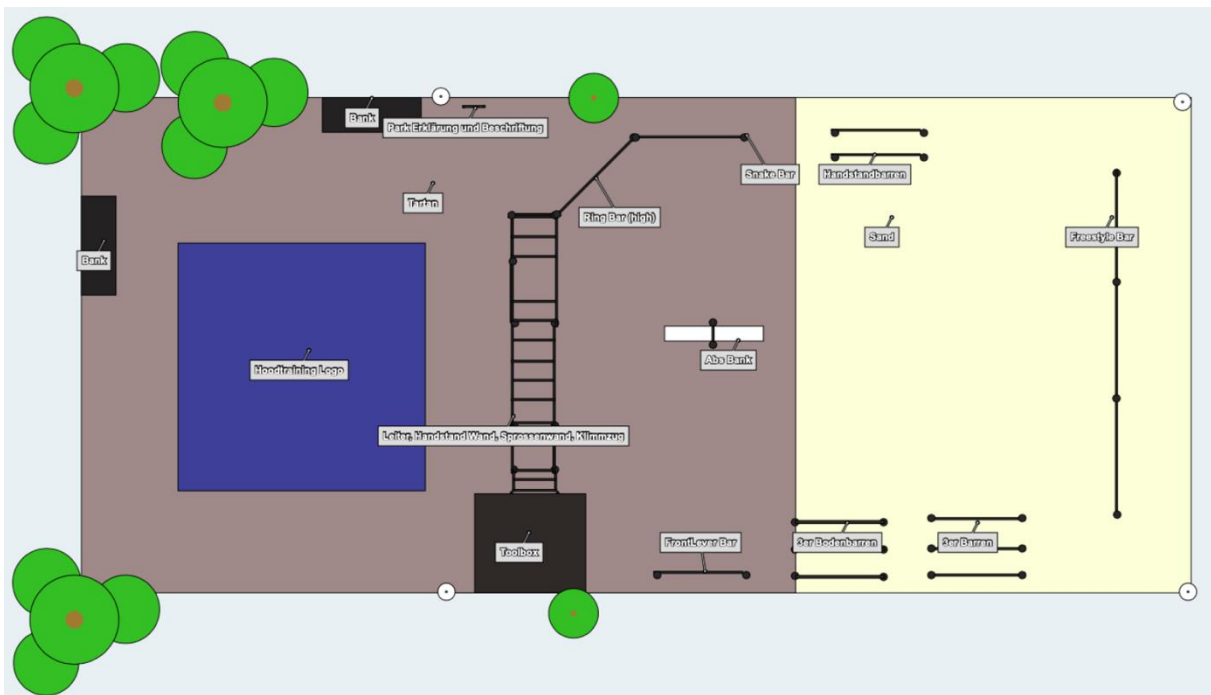 Bank
Park Erklärung und Beschriftung
Snake Bar
Handstandbarren
Tartan
Ring Bar (high)
Sand
Freestyle Bar
Bank
Abs Bank
Hoodtraining Logo
Leiter, Handstand Wand, Sprossenwand, Klimmzug
Toolbox
FrontLever Bar
3er Bodenbarren
3er Barren